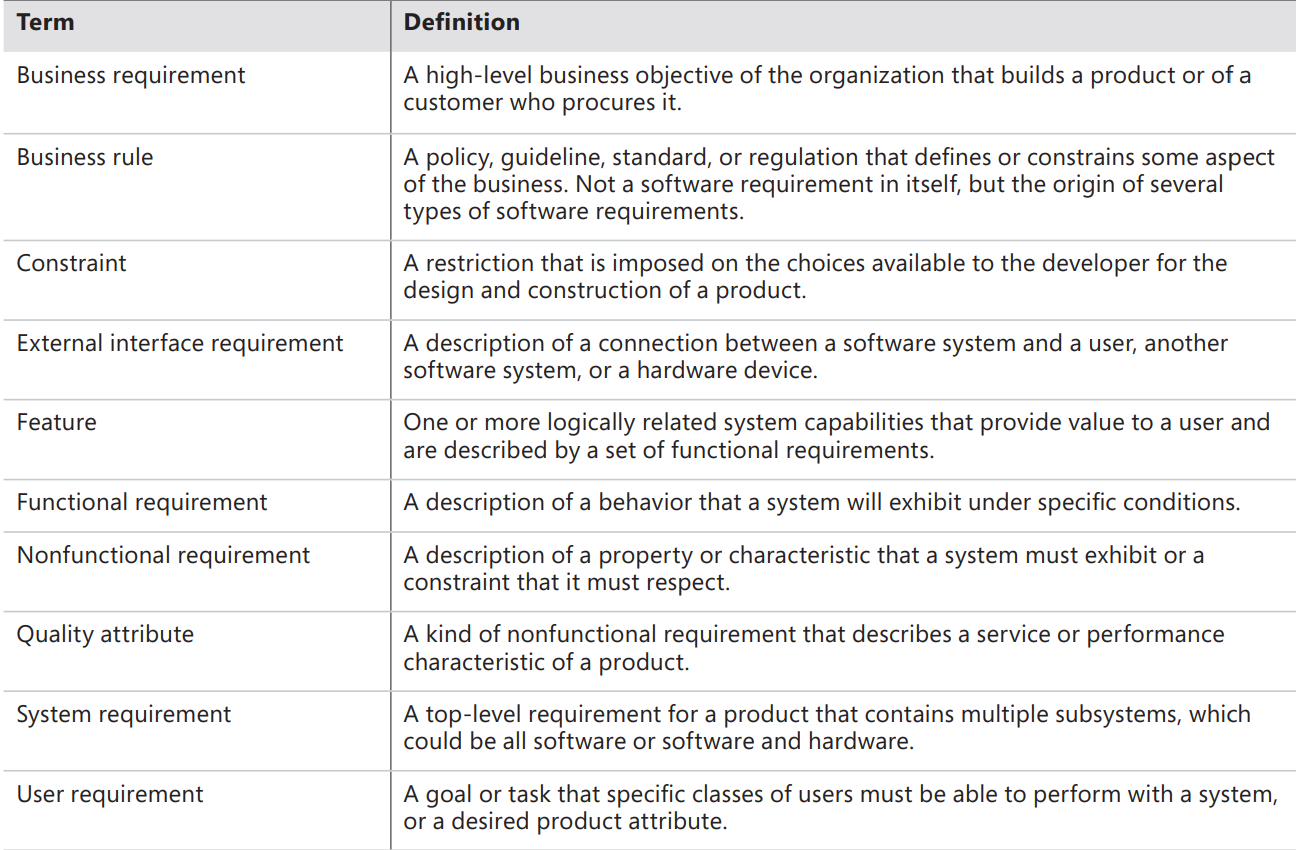 Term Definition
Business requirement A high-level business objective of the organization that builds a product or of a
customer who procures it.
Business rule A policy, guideline, standard, or regulation that defines or constrains some aspect
of the business. Not a software requirement in itself, but the origin of several
types of software requirements.
Constraint A restriction that is imposed on the choices available to the developer for the
design and construction of a product.
External interface requirement A description of a connection between a software system and a user, another
software system, or a hardware device.
Feature One or more logically related system capabilities that provide value to a user and
are described by a set of functional requirements.
Functional requirement A description of a behavior that a system will exhibit under specific conditions.
Nonfunctional requirement A description of a property or characteristic that a system must exhibit or a
constraint that it must respect.
Quality attribute A kind of nonfunctional requirement that describes a service or performance
characteristic of a product.
System requirement A top-level requirement for a product that contains multiple subsystems, which
could be all software or software and hardware.
User requirement A goal or task that specific classes of users must be able to perform with a system,
or a desired product attribute.